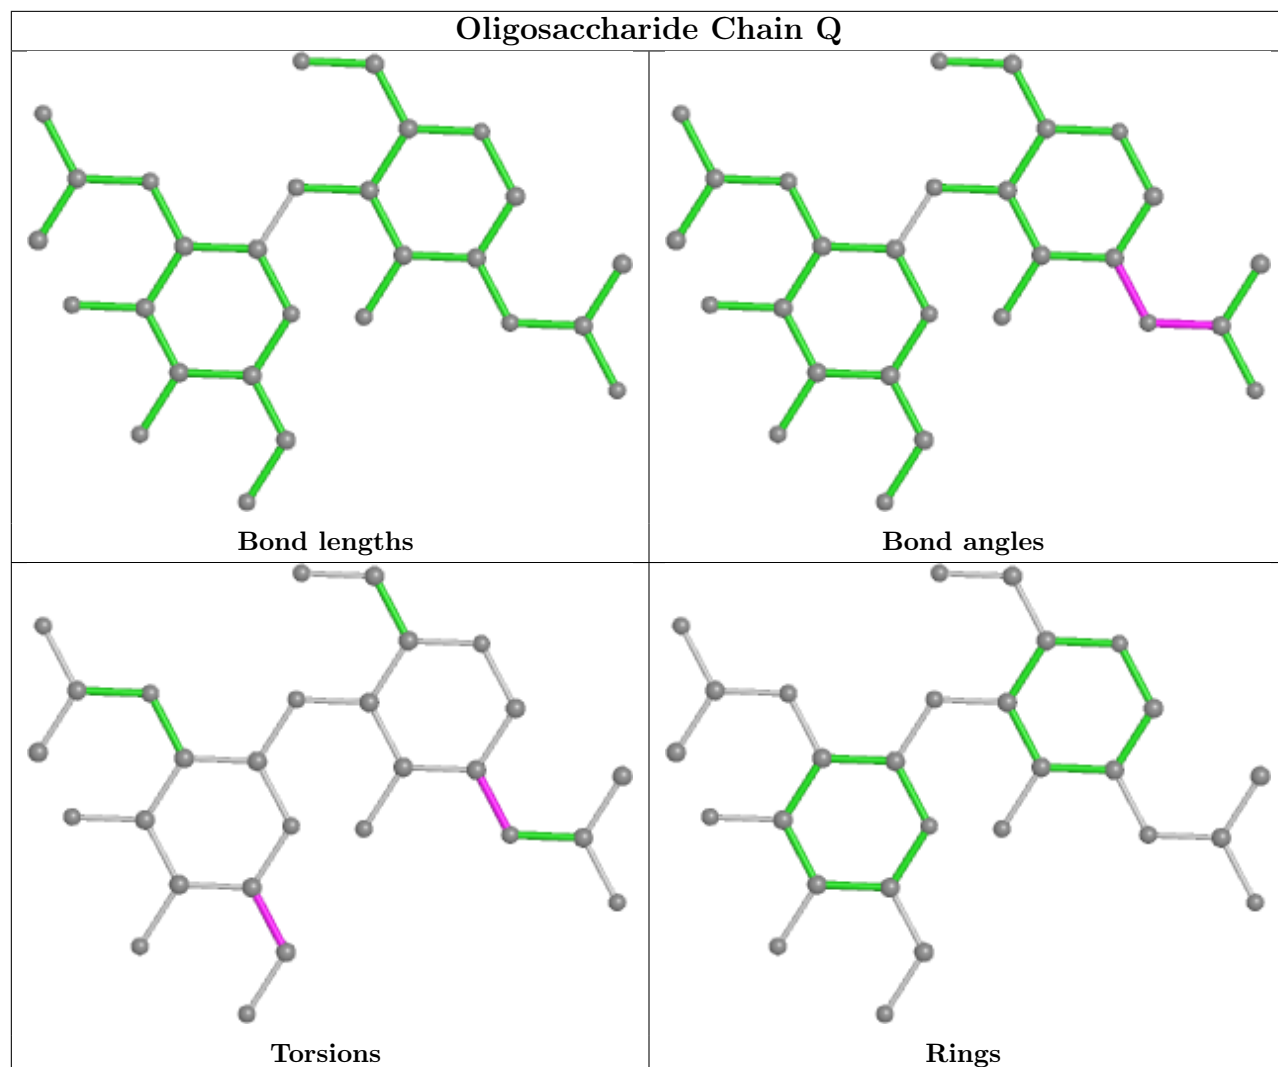 Oligosaccharide Chain Q
Bond lengths
Bond angles
Torsions
Rings